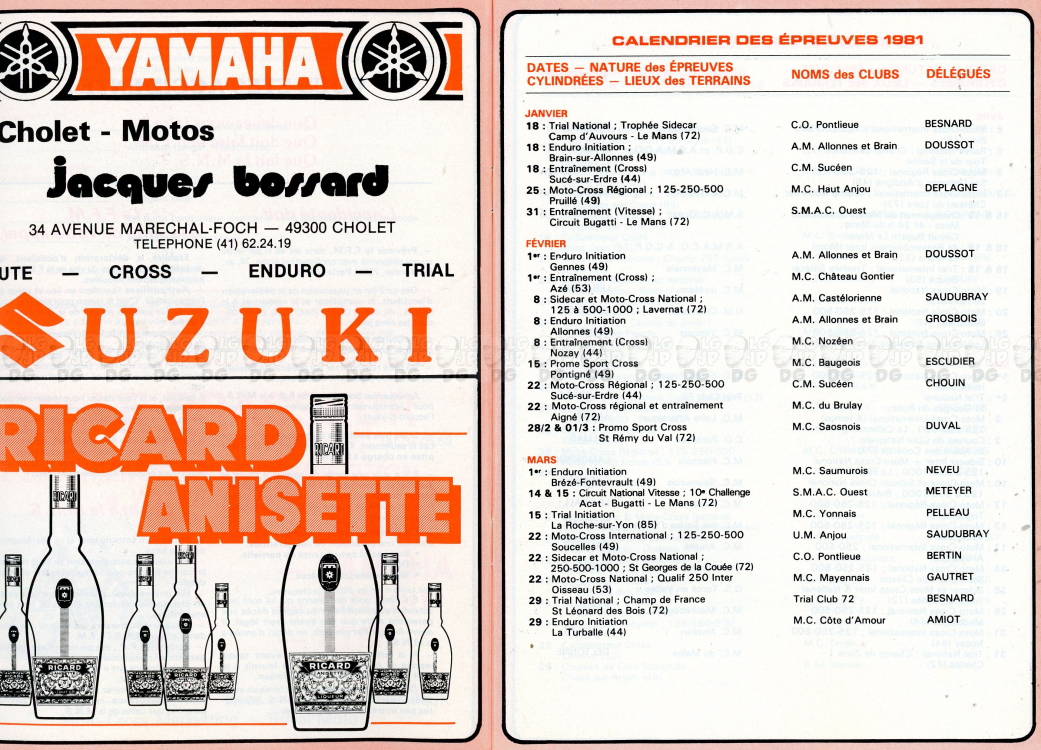 YAMAHA
Cholet - Motos
jacques bossard
34 AVENUE MARECHAL-FOCH — 49300 CHOLET
TELEPHONE (41) 62.24.19
UTE — CROSS — ENDURO — TRIAL
SUZUKI
RICARD
ANISETTE
RICARD
RICARD
RICARD
ANISETTE
LIQUEUR
RICARD
CALENDRIER DES ÉPREUVES 1981
DATES — NATURE des ÉPREUVES
CYLINDRÉES — LIEUX des TERRAINS
NOMS des CLUBS
DÉLÉGUÉS
JANVIER
18 : Trial National ; Trophée Sidecar C.O. Pontlieue BESNARD
Camp d'Auvours - Le Mans (72)
18 : Enduro Initiation ; A.M. Allonnes et Brain DOUSSOT
Brain-sur-Allonnes (49)
18 : Entraînement (Cross) C.M. Sucéen
Sucé-sur-Erdre (44)
25 : Moto-Cross Régional ; 125-250-500 M.C. Haut Anjou DEPLAGNE
Pruillé (49)
31 : Entraînement (Vitesse) ; S.M.A.C. Ouest
Circuit Bugatti - Le Mans (72)
FÉVRIER
1er : Enduro Initiation A.M. Allonnes et Brain DOUSSOT
Gennes (49)
1er : Entraînement (Cross) ; M.C. Château Gontier
Azé (53)
8 : Sidecar et Moto-Cross National ; A.M. Castélorienne SAUDUBRAY
125 à 500-1000 ; Lavernat (72)
8 : Enduro Initiation A.M. Allonnes et Brain GROSBOIS
Allonnes (49)
8 : Entraînement (Cross) M.C. Nozéen
Nozay (44)
15 : Prome Sport Cross M.C. Baugeois ESCUDIER
Pontigné (49)
22 : Moto-Cross Régional ; 125-250-500 C.M. Sucéen CHOUIN
Sucé-sur-Erdre (44)
22 : Moto-Cross régional et entraînement M.C. du Brulay
Aigné (72)
28/2 & 01/3 : Promo Sport Cross M.C. Saosnois DUVAL
St Rémy du Val (72)
MARS
1er : Enduro Initiation M.C. Saumurois NEVEU
Brézé-Fontevrault (49)
14 & 15 : Circuit National Vitesse ; 10e Challenge S.M.A.C. Ouest METEYER
Acat - Bugatti - Le Mans (72)
15 : Trial Initiation M.C. Yonnais PELLEAU
La Roche-sur-Yon (85)
22 : Moto-Cross International ; 125-250-500 U.M. Anjou SAUDUBRAY
Soucelles (49)
22 : Sidecar et Moto-Cross National ; C.O. Pontlieue BERTIN
250-500-1000 ; St Georges de la Couée (72)
22 : Moto-Cross National ; Qualif 250 Inter M.C. Mayennais GAUTRET
Oisseau (53)
29 : Trial National ; Champ de France Trial Club 72 BESNARD
St Léonard des Bois (72)
29 : Enduro Initiation M.C. Côte d'Amour AMIOT
La Turballe (44)